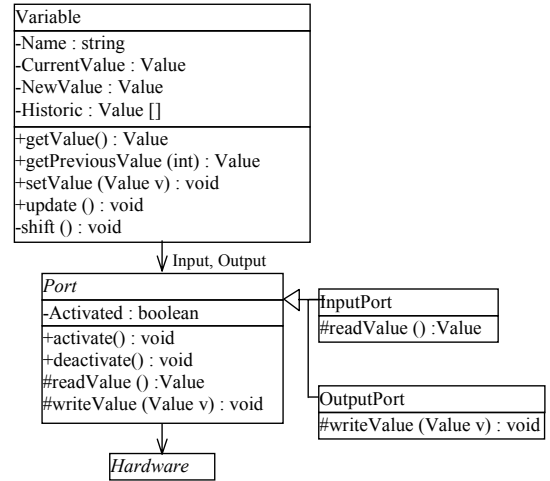 Variable
-Name : string
-CurrentValue : Value
-NewValue : Value
-Historic : Value []
+getValue() : Value
+getPreviousValue (int) : Value
+setValue (Value v) : void
+update () : void
-shift () : void
Input, Output
Port
-Activated : boolean
+activate() : void
+deactivate() : void
#readValue () :Value
#writeValue (Value v) : void
InputPort
#readValue () :Value
OutputPort
#writeValue (Value v) : void
Hardware